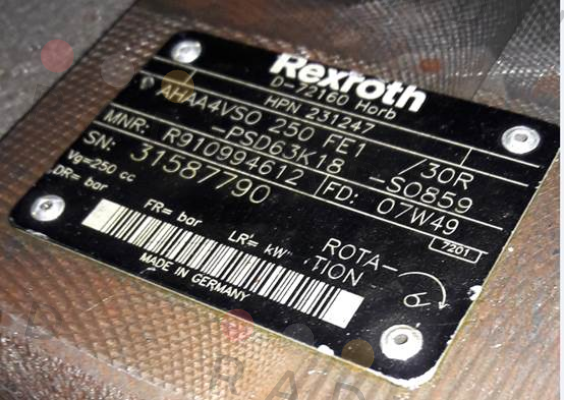 Rexroth
D-72160 Horb
HPN 231247
AHAA4VSO 250 FE1 /30R
-PSD63K18 -SO859
MNR: R910994612 FD: 07W49
SN: 31587790
7201
Vg=250 cc
DR= bar
FR= bar
LR= kW
ROTA-
TION
MADE IN GERMANY